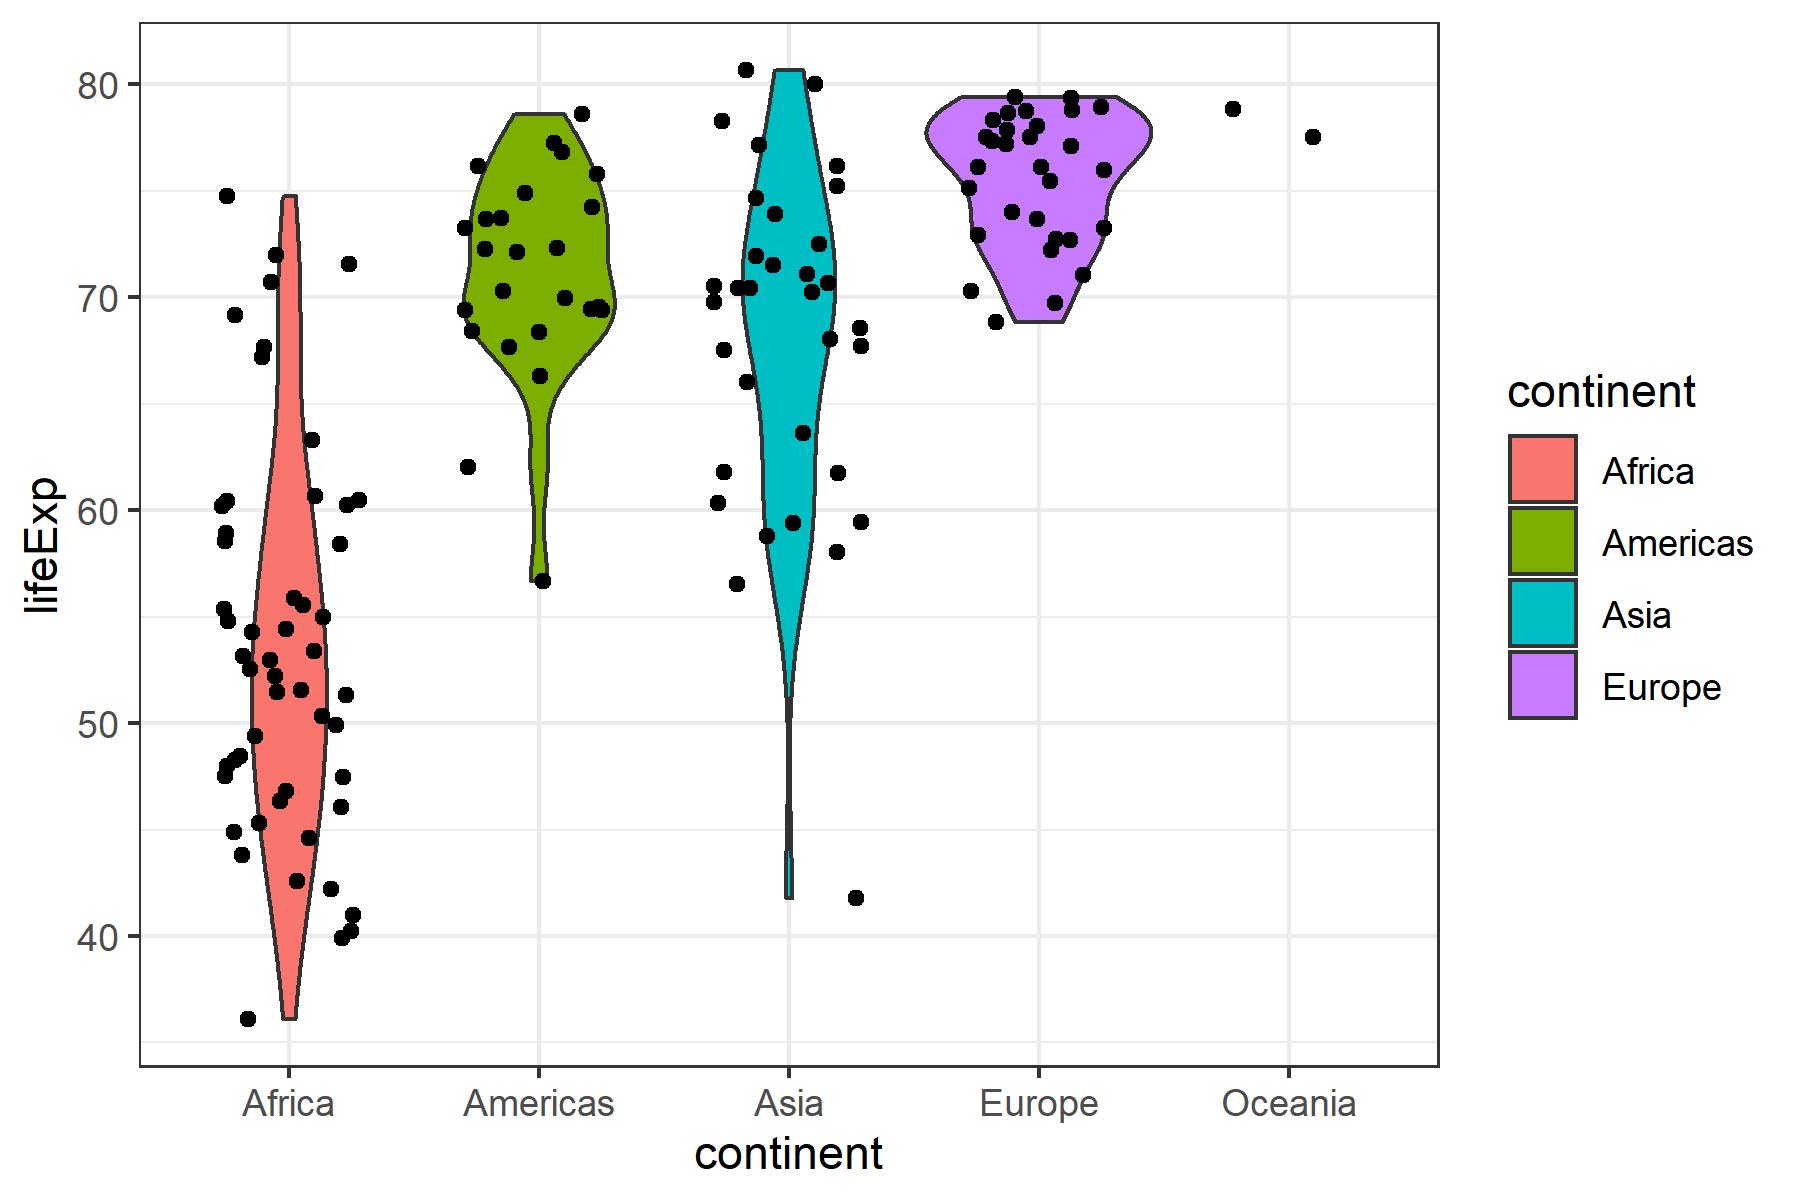 80
70
60
50
40
lifeExp
Africa
Americas
Asia
Europe
Oceania
continent
continent
Africa
Americas
Asia
Europe